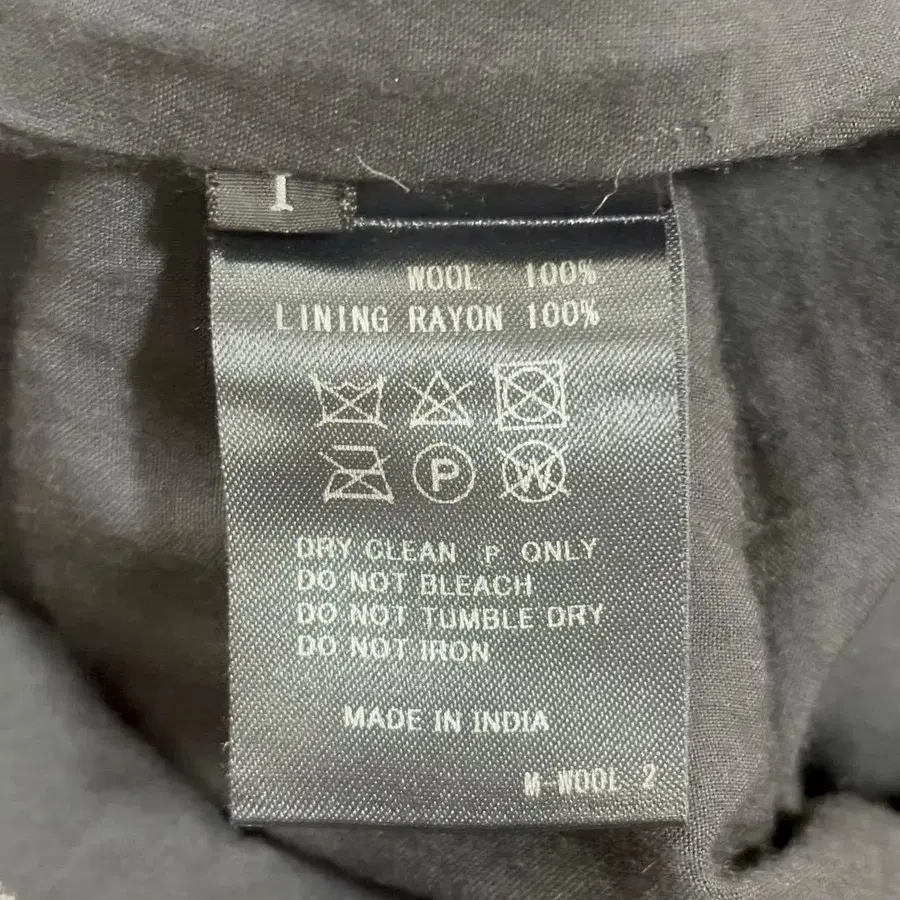 1
WOOL 100%
LINING RAYON 100%
P W
DRY CLEAN P ONLY
DO NOT BLEACH
DO NOT TUMBLE DRY
DO NOT IRON
MADE IN INDIA
M-WOOL-2